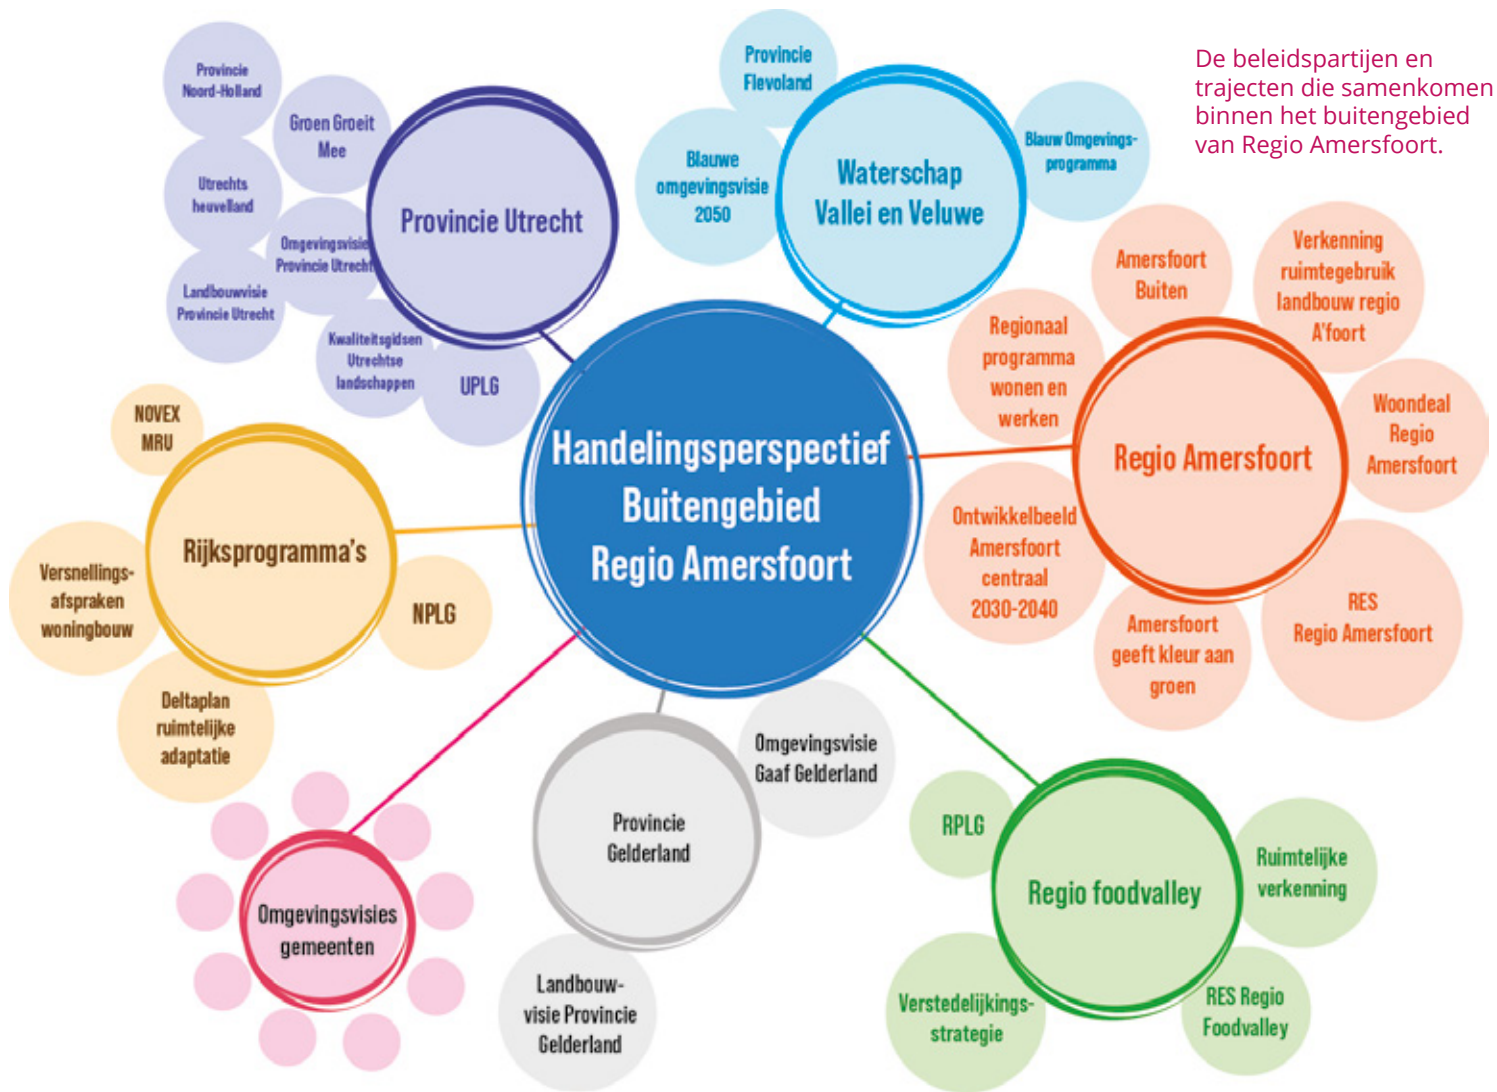 De beleidspartijen en
trajecten die samenkomen
binnen het buitengebied
van Regio Amersfoort.
Provincie
Noord-Holland
Groen Groeit
Mee
Utrechts
heuvelland
Omgevingsvisie
Provincie Utrecht
Landbouwvisie
Provincie Utrecht
Kwaliteitsgidsen
Utrechtse
landschappen
UPLG
Provincie Utrecht
Provincie
Flevoland
Blauwe
omgevingsvisie
2050
Waterschap
Vallei en Veluwe
Blauw Omgevings-
programma
Amersfoort
Buiten
Verkenning
ruimtegebruik
landbouw regio
A'foort
Regionaal
programma
wonen en
werken
Regio Amersfoort
Woondeal
Regio
Amersfoort
Ontwikkelbeeld
Amersfoort
centraal
2030-2040
Amersfoort
geeft kleur aan
groen
RES
Regio Amersfoort
Handelingsperspectief
Buitengebied
Regio Amersfoort
NOVEX
MRU
Rijksprogramma's
Versnellings-
afspraken
woningbouw
NPLG
Deltaplan
ruimtelijke
adaptatie
Omgevingsvisies
gemeenten
Provincie
Gelderland
Omgevingsvisie
Gaaf Gelderland
Landbouw-
visie Provincie
Gelderland
RPLG
Regio foodvalley
Ruimtelijke
verkenning
Verstedelijkings-
strategie
RES Regio
Foodvalley